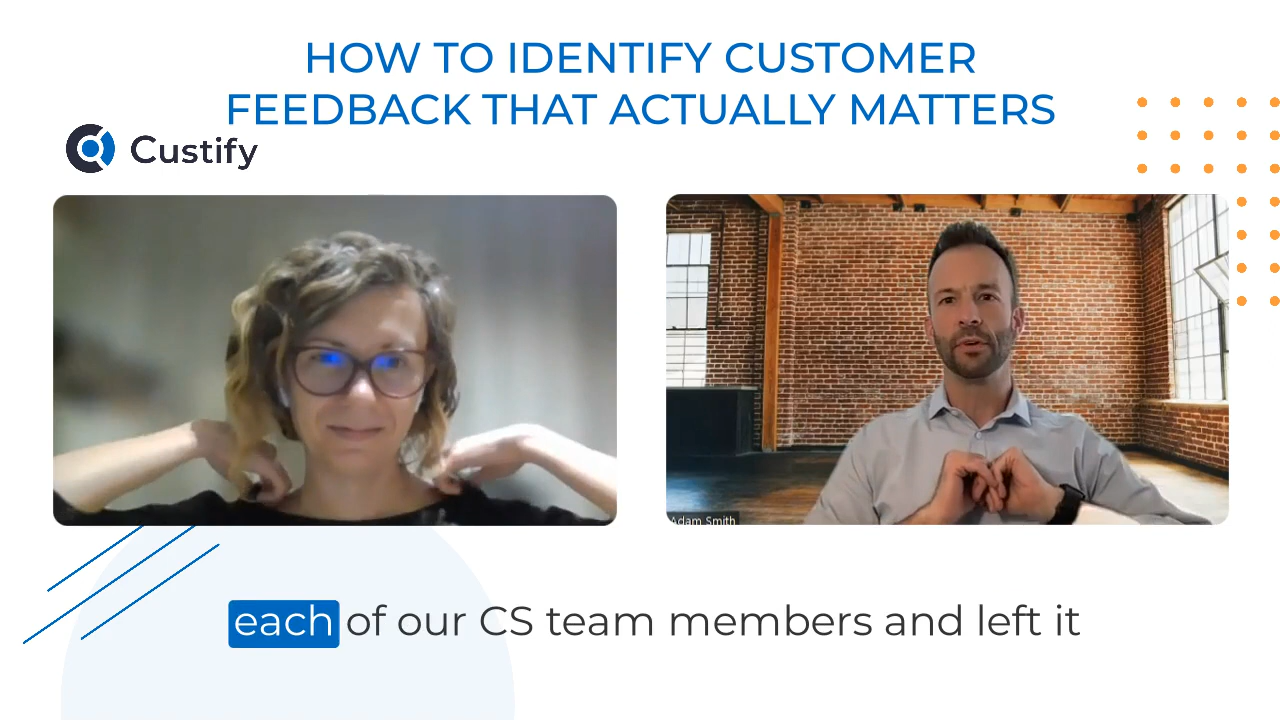 HOW TO IDENTIFY CUSTOMER
FEEDBACK THAT ACTUALLY MATTERS
Custify
Adam Smith
each of our CS team members and left it